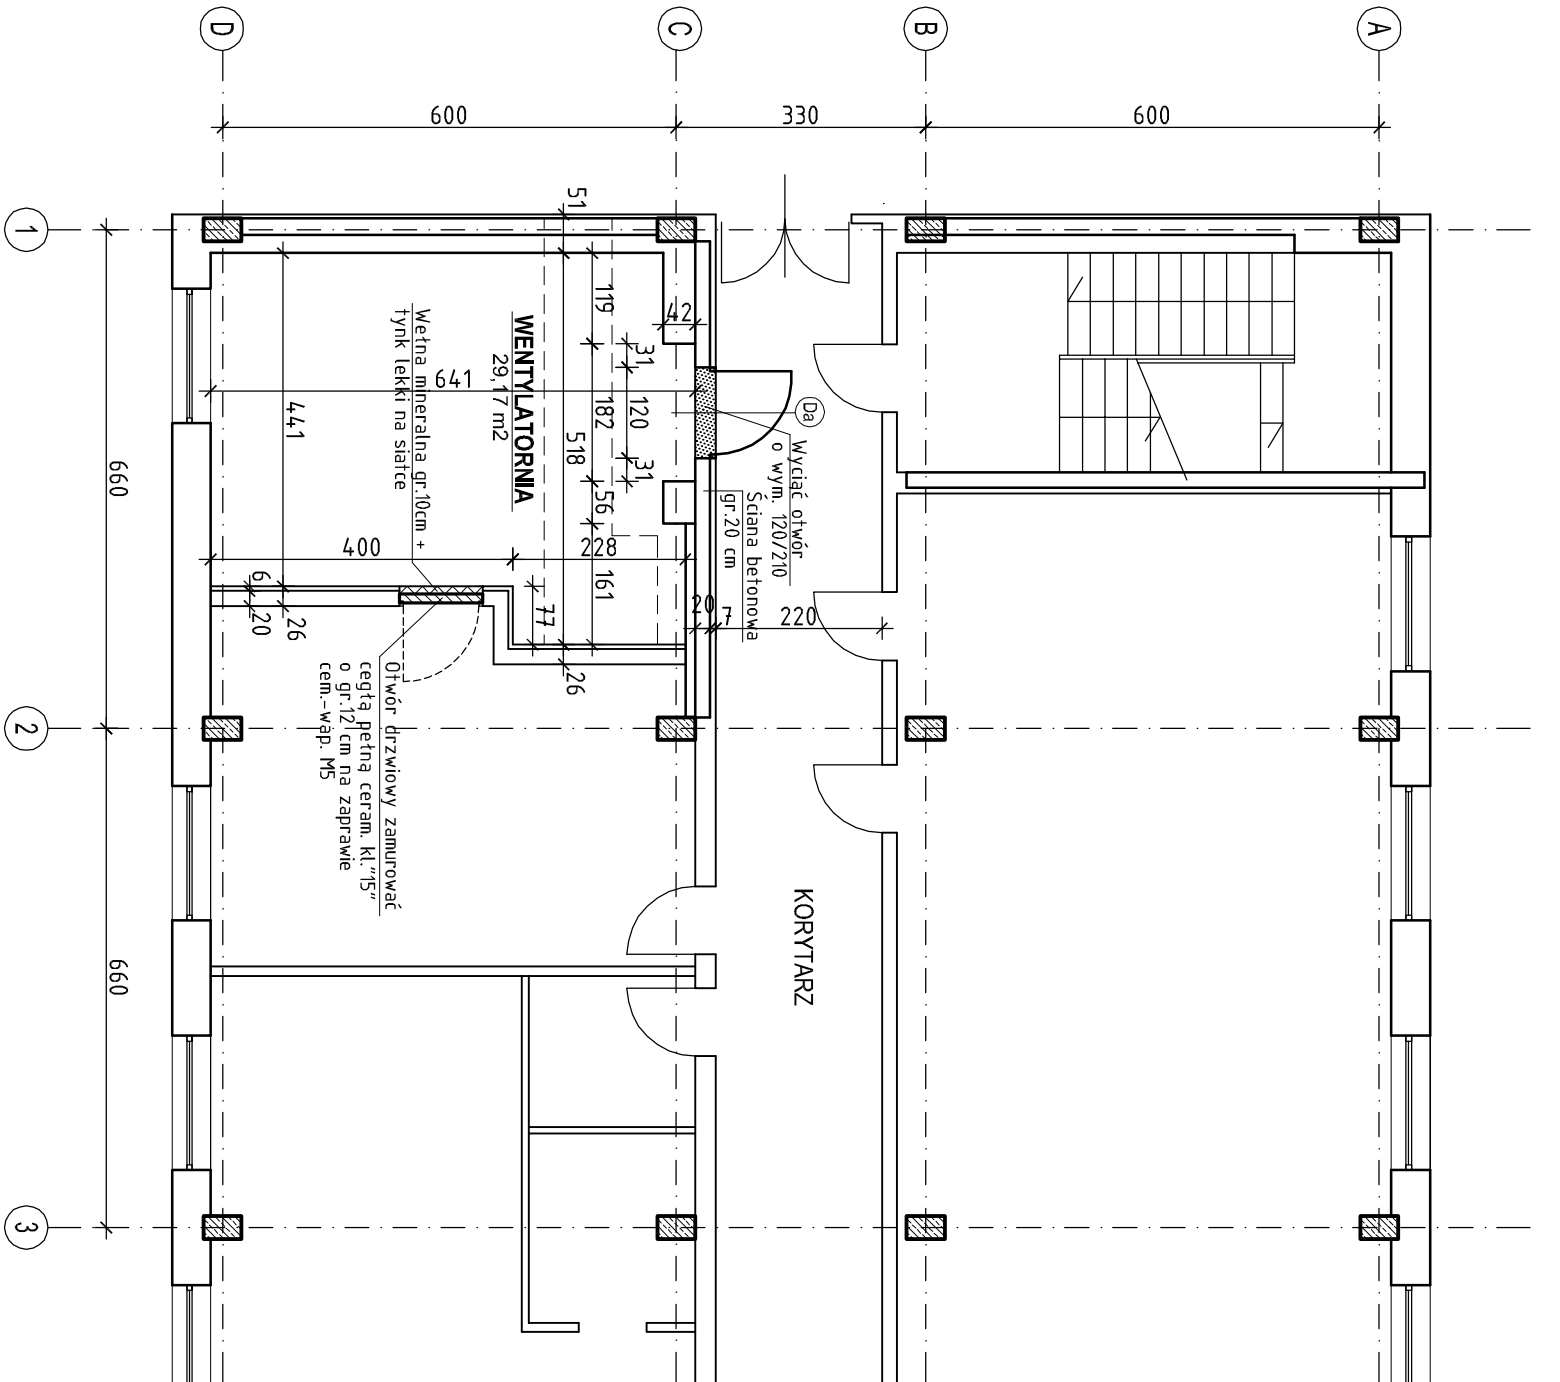 D
C
B
A
600
330
600
1
2
3
660
660
51
119
42
31
120
182
31
518
56
161
441
641
WENTYLATORNIA
29,17 m2
Wełna mineralna gr.10cm +
tynk lekki na siatce
Da
Wyciąć otwór
o wym. 120/210
Ściana betonowa
gr.20 cm
400
228
77
6
20
26
26
20
7
220
Otwór drzwiowy zamurować
cegłą pełną ceram. kl."15"
o gr.12 cm na zaprawie
cem.-wap. M5
KORYTARZ